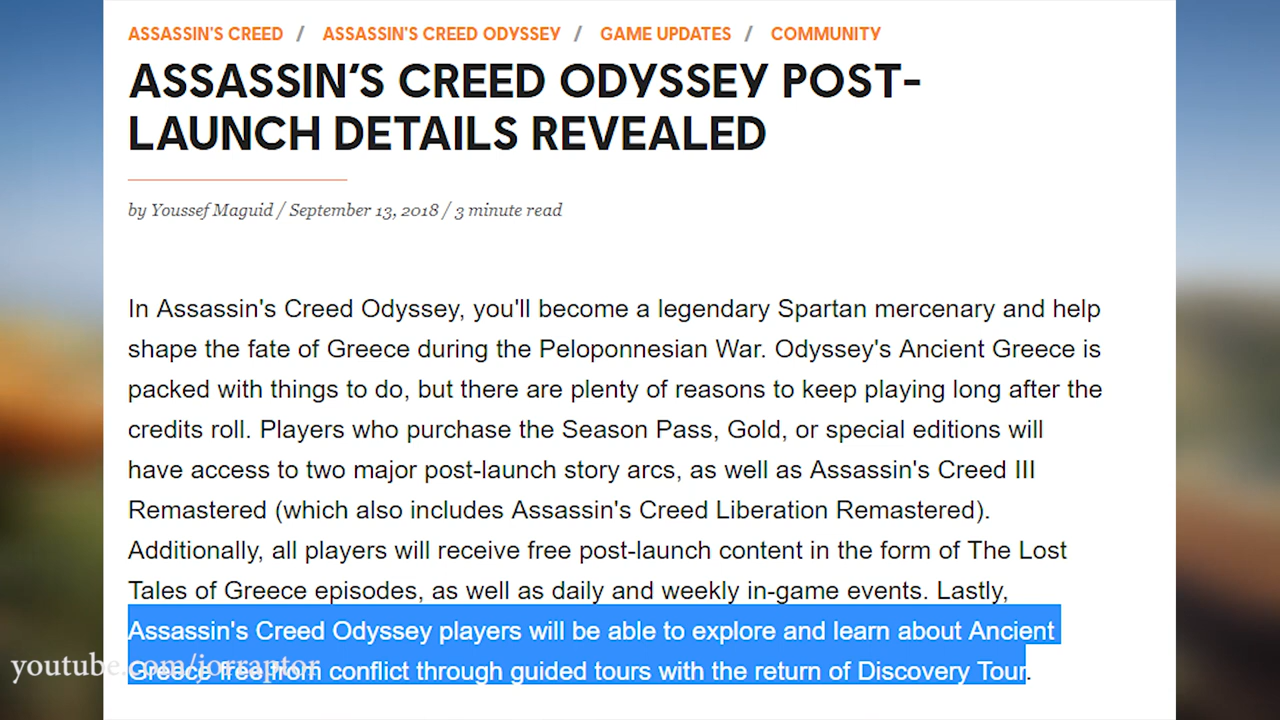 ASSASSIN'S CREED / ASSASSIN'S CREED ODYSSEY / GAME UPDATES / COMMUNITY
ASSASSIN'S CREED ODYSSEY POST-
LAUNCH DETAILS REVEALED
by Youssef Maguid / September 13, 2018 / 3 minute read
In Assassin's Creed Odyssey, you'll become a legendary Spartan mercenary and help
shape the fate of Greece during the Peloponnesian War. Odyssey's Ancient Greece is
packed with things to do, but there are plenty of reasons to keep playing long after the
credits roll. Players who purchase the Season Pass, Gold, or special editions will
have access to two major post-launch story arcs, as well as Assassin's Creed III
Remastered (which also includes Assassin's Creed Liberation Remastered).
Additionally, all players will receive free post-launch content in the form of The Lost
Tales of Greece episodes, as well as daily and weekly in-game events. Lastly,
Assassin's Creed Odyssey players will be able to explore and learn about Ancient
Greece free from conflict through guided tours with the return of Discovery Tour.
youtube.com/jorraptor